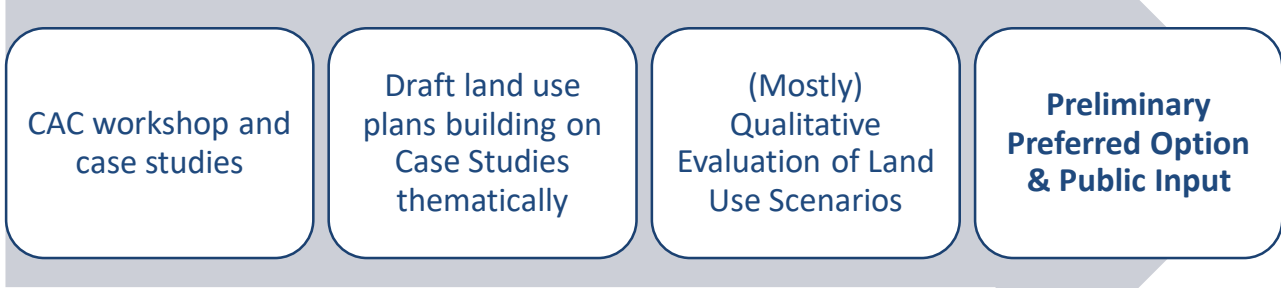 CAC workshop and
case studies
Draft land use
plans building on
Case Studies
thematically
(Mostly)
Qualitative
Evaluation of Land
Use Scenarios
Preliminary
Preferred Option
& Public Input